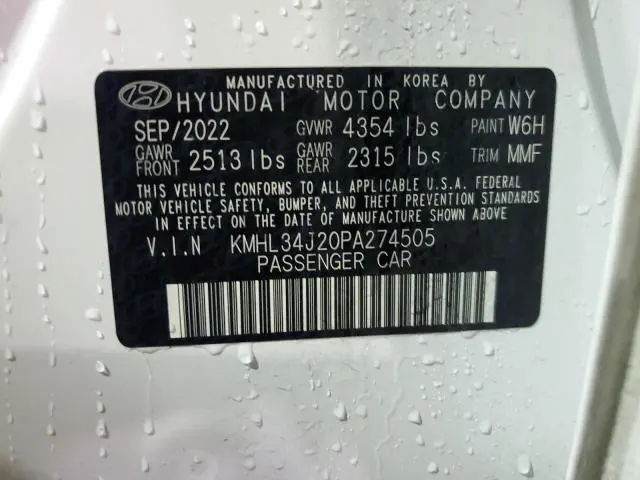 MANUFACTURED IN KOREA BY
HYUNDAI MOTOR COMPANY
SEP/2022 GVWR 4354 lbs PAINT W6H
GAWR FRONT 2513 lbs GAWR REAR 2315 lbs TRIM MMF
THIS VEHICLE CONFORMS TO ALL APPLICABLE U.S.A. FEDERAL
MOTOR VEHICLE SAFETY, BUMPER, AND THEFT PREVENTION STANDARDS
IN EFFECT ON THE DATE OF MANUFACTURE SHOWN ABOVE
V.I.N KMHL34J20PA274505
PASSENGER CAR